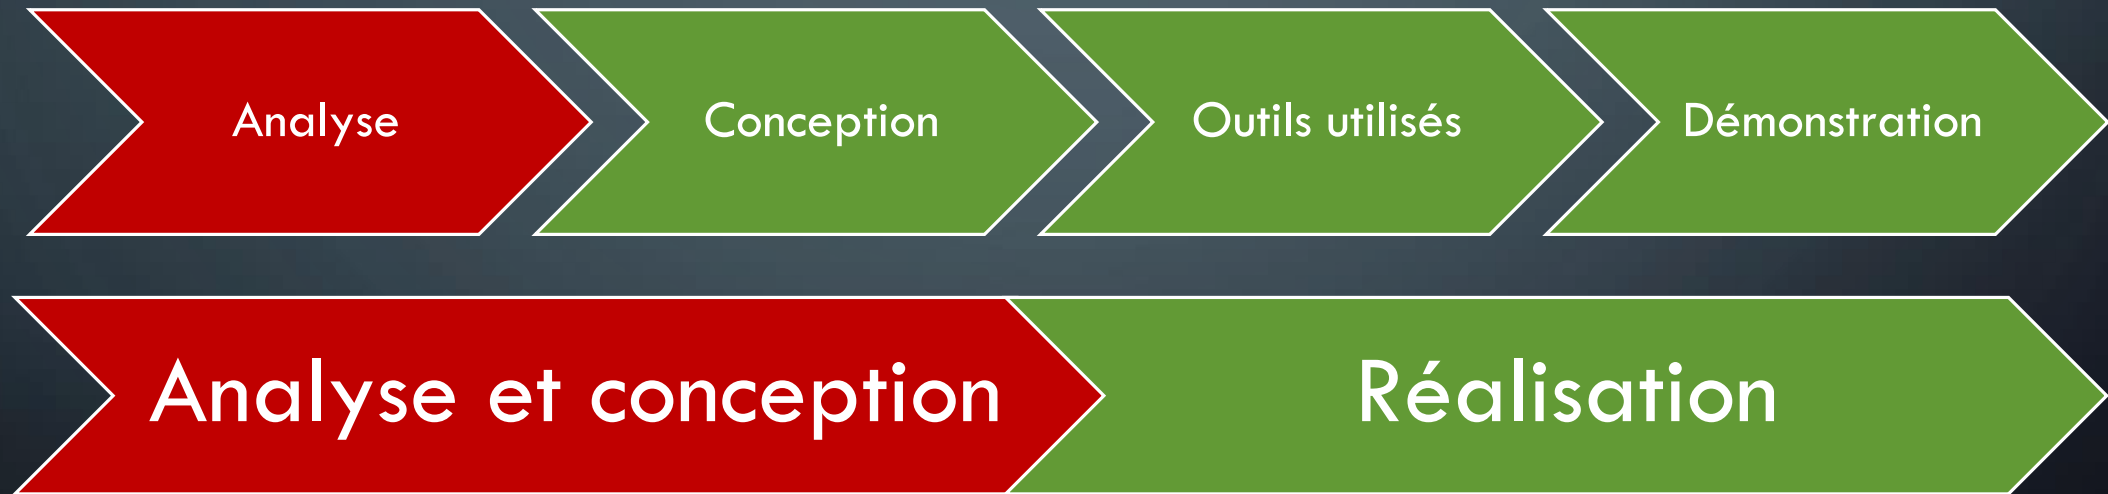 Analyse
Conception
Outils utilisés
Démonstration
Analyse et conception
Réalisation